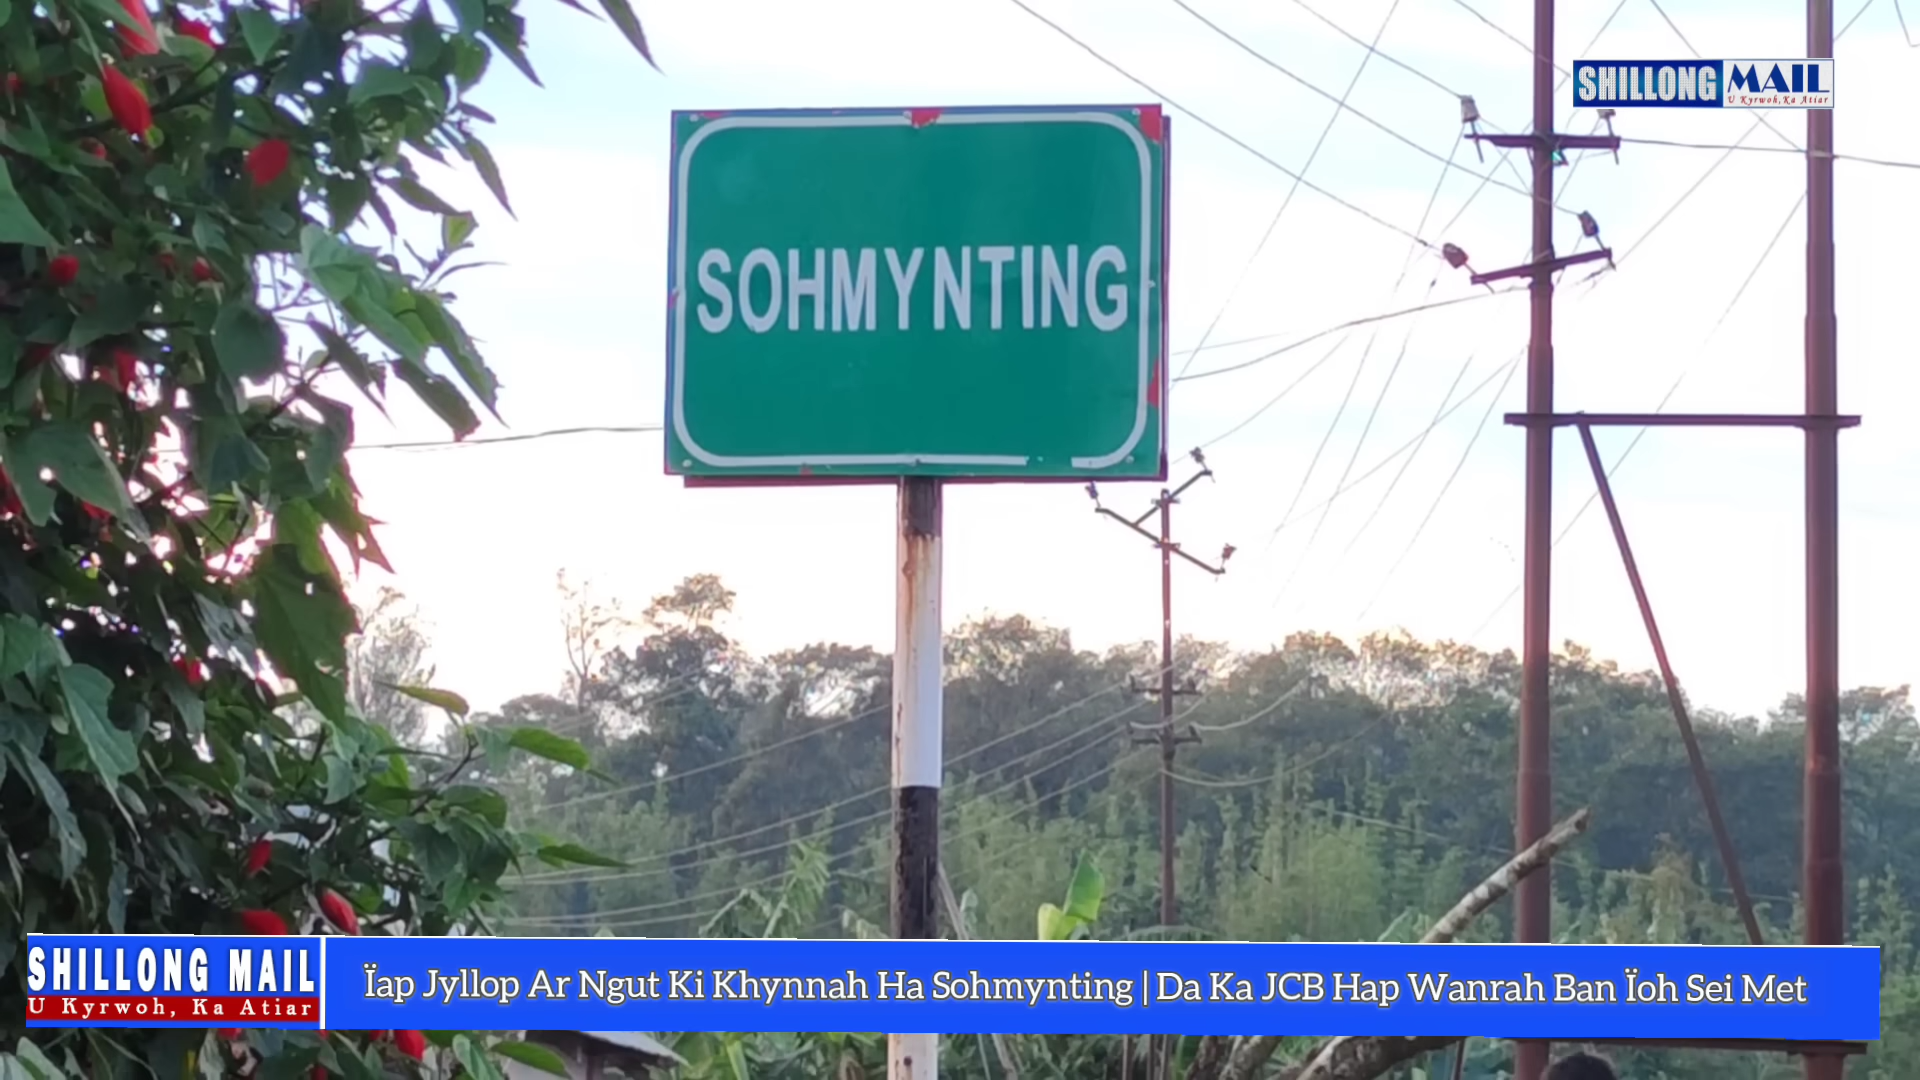 SHILLONG MAIL
U Kyrwoh, Ka Atiar
SOHMYNTING
SHILLONG MAIL
U Kyrwoh, Ka Atiar
Ïap Jyllop Ar Ngut Ki Khynnah Ha Sohmynting | Da Ka JCB Hap Wanrah Ban Ïoh Sei Met